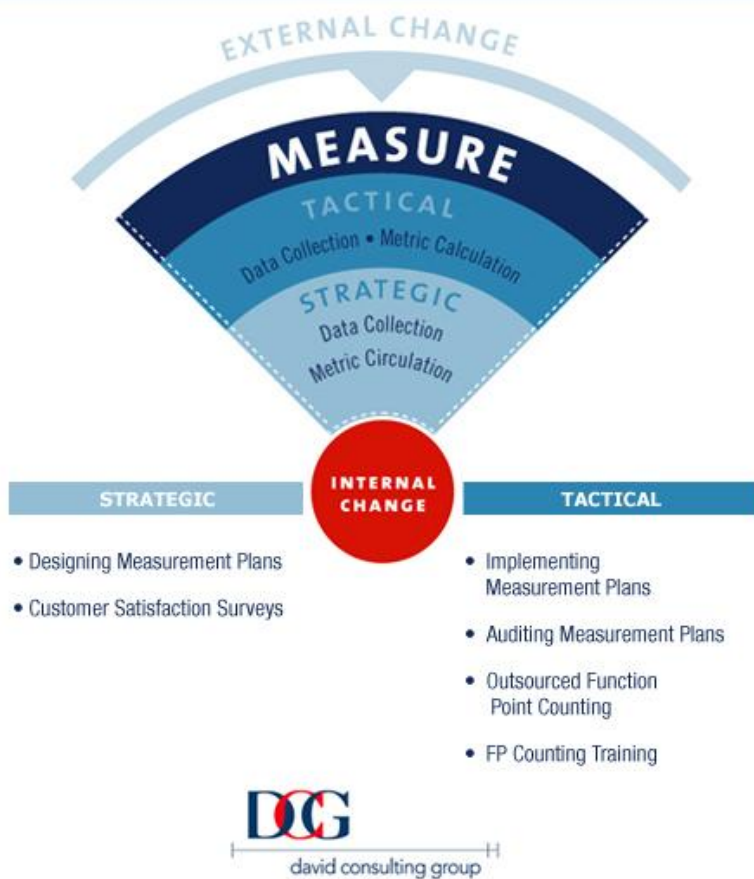 EXTERNAL CHANGE
MEASURE
TACTICAL
Data Collection • Metric Calculation
STRATEGIC
Data Collection
Metric Circulation
INTERNAL
CHANGE
STRATEGIC
• Designing Measurement Plans
• Customer Satisfaction Surveys
TACTICAL
• Implementing
Measurement Plans
• Auditing Measurement Plans
• Outsourced Function
Point Counting
• FP Counting Training
DCG
david consulting group